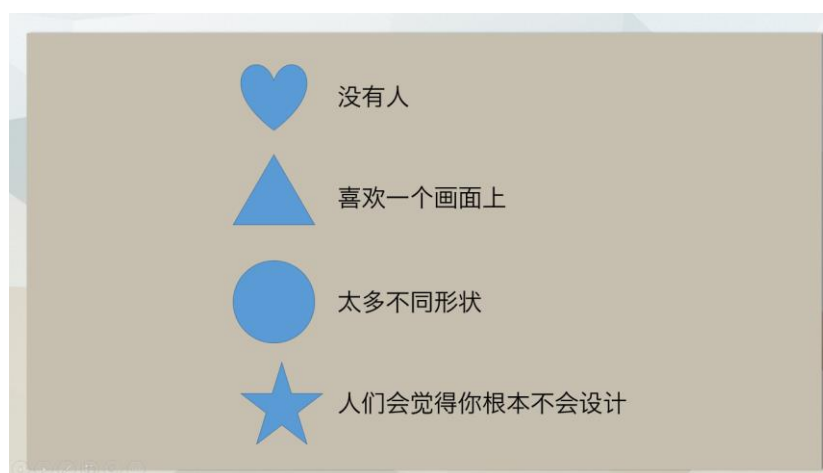 没有人
喜欢一个画面上
太多不同形状
人们会觉得你根本不会设计